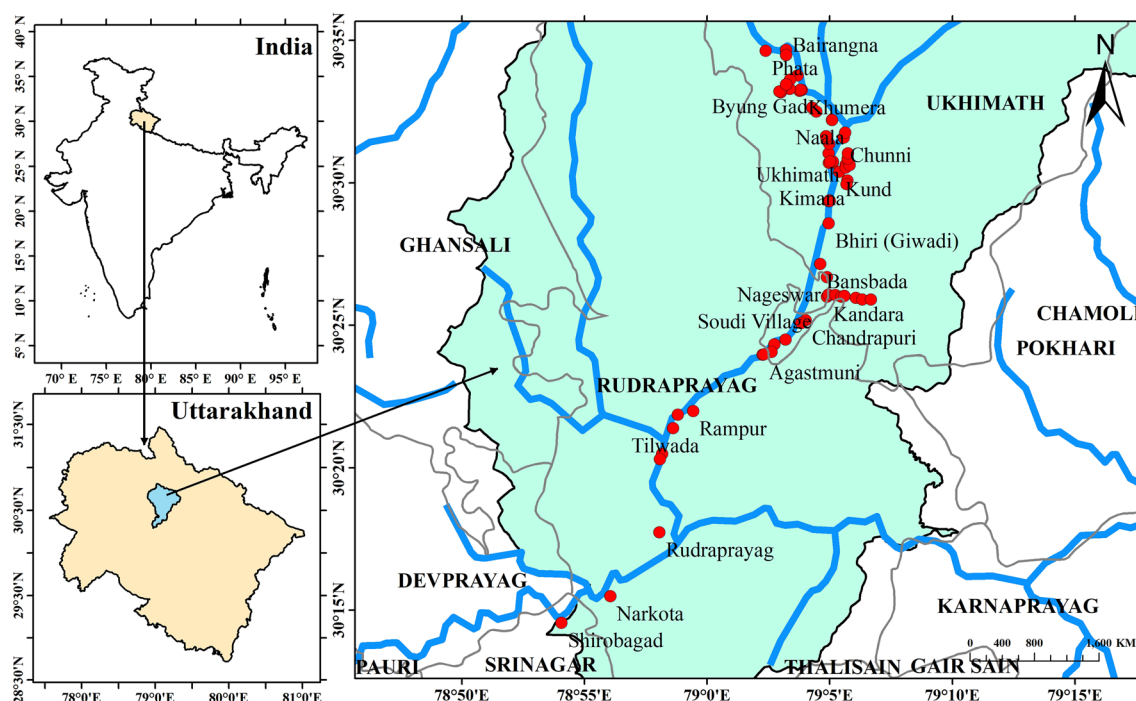 India
40° N
35° N
30° N
25° N
20° N
15° N
10° N
5° N
70° E
75° E
80° E
85° E
90° E
95° E
Uttarakhand
31°30'N
30°30'N
29°30'N
28°30'N
78°0'E
79°0'E
80°0'E
81°0'E
30°35'N
30°30'N
30°25'N
30°20'N
30°15'N
N
Bairangna
Phata
Byung Gad
Khumera
UKHIMATH
Naala
Chunni
Ukhimath
Kund
Kimana
GHANSALI
Bhiri (Giwadi)
Bansbada
Nageswar
Kandara
CHAMOLI
Soudi Village
Chandrapuri
POKHARI
Agastmuni
RUDRAPRAYAG
Rampur
Tilwada
Rudraprayag
DEVPRAYAG
Narkota
KARNAPRAYAG
Shirobagad
400 0 400 800 1,600 KM
PAURI
SRINAGAR
THALISAIN
GAIR SAIN
78°50'E
78°55'E
79°0'E
79°5'E
79°10'E
79°15'E